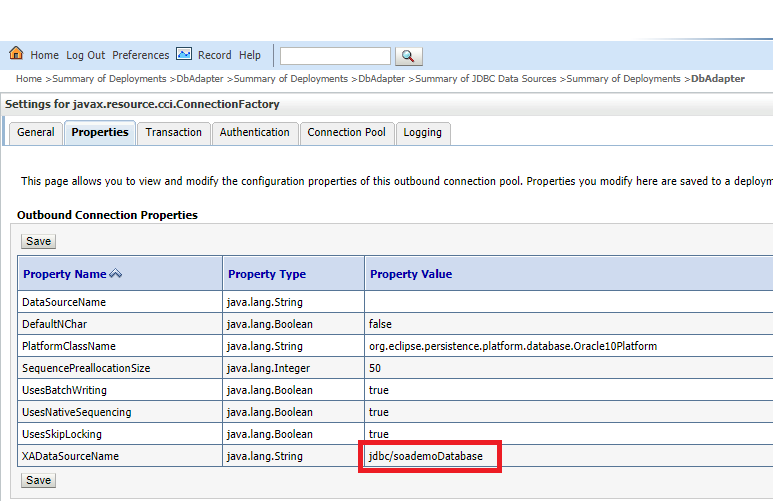 Home Log Out Preferences Record Help
Home >Summary of Deployments >DbAdapter >Summary of Deployments >DbAdapter >Summary of JDBC Data Sources >Summary of Deployments >DbAdapter
Settings for javax.resource.cci.ConnectionFactory
General Properties Transaction Authentication Connection Pool Logging
This page allows you to view and modify the configuration properties of this outbound connection pool. Properties you modify here are saved to a deploym
Outbound Connection Properties
Save
Property Name Property Type Property Value
DataSourceName java.lang.String
DefaultNChar java.lang.Boolean false
PlatformClassName java.lang.String org.eclipse.persistence.platform.database.Oracle10Platform
SequencePreallocationSize java.lang.Integer 50
UsesBatchWriting java.lang.Boolean true
UsesNativeSequencing java.lang.Boolean true
UsesSkipLocking java.lang.Boolean true
XADataSourceName java.lang.String jdbc/soademoDatabase
Save